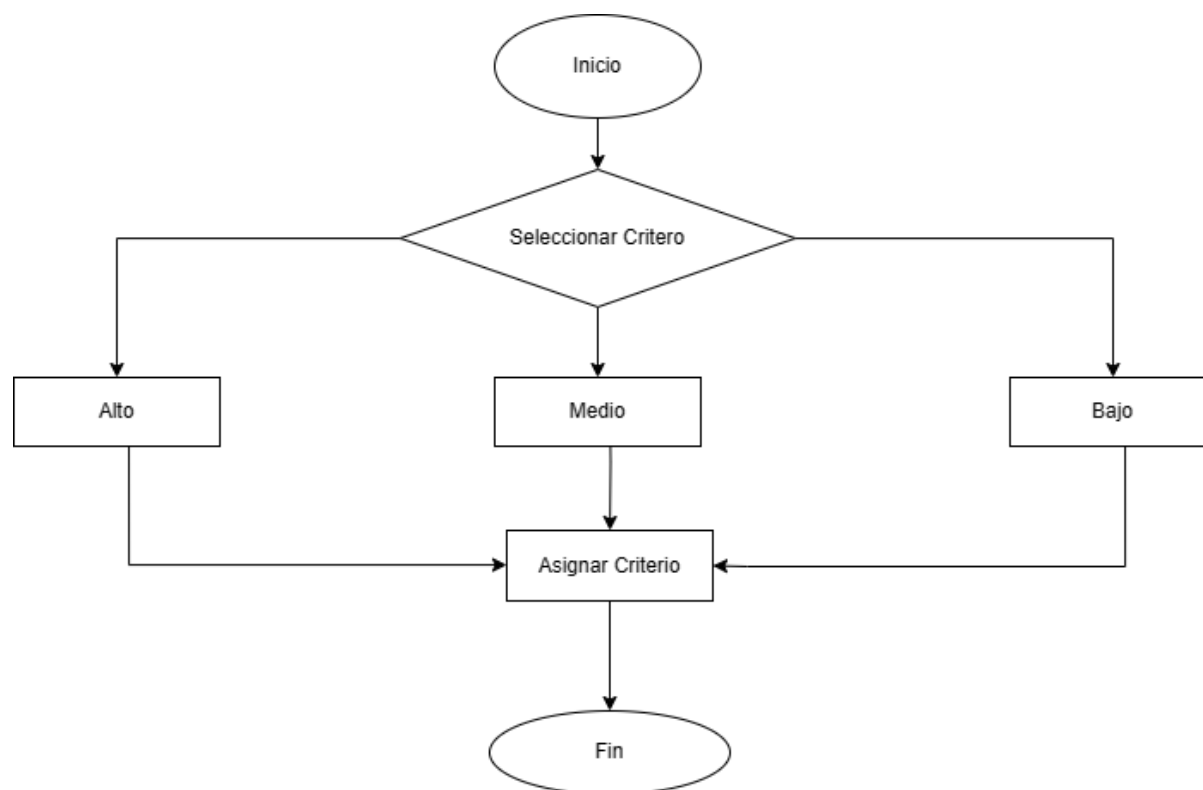 Inicio
Seleccionar Critero
Alto
Medio
Bajo
Asignar Criterio
Fin